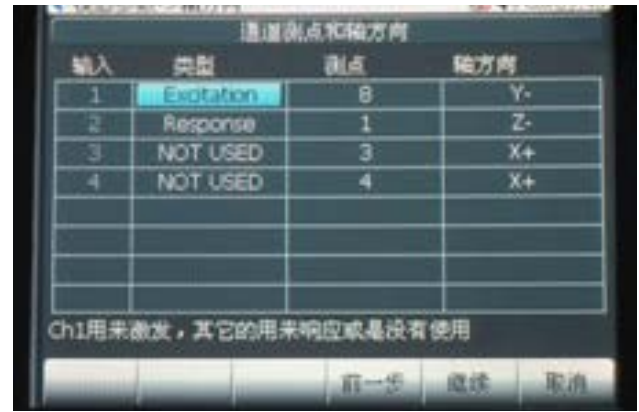 通道测点和轴方向
输入 类型 测点 轴方向
1 Excitation 8 Y-
2 Response 1 Z-
3 NOT USED 3 X+
4 NOT USED 4 X+
Ch1用来激发，其它的用来响应或是没有使用
前一步 继续 取消